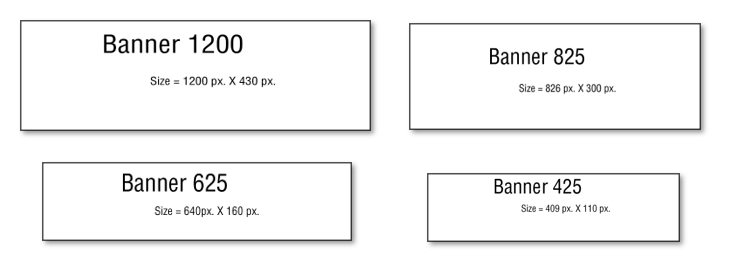 Banner 1200
Size = 1200 px. X 430 px.
Banner 825
Size = 826 px. X 300 px.
Banner 625
Size = 640px. X 160 px.
Banner 425
Size = 409 px. X 110 px.